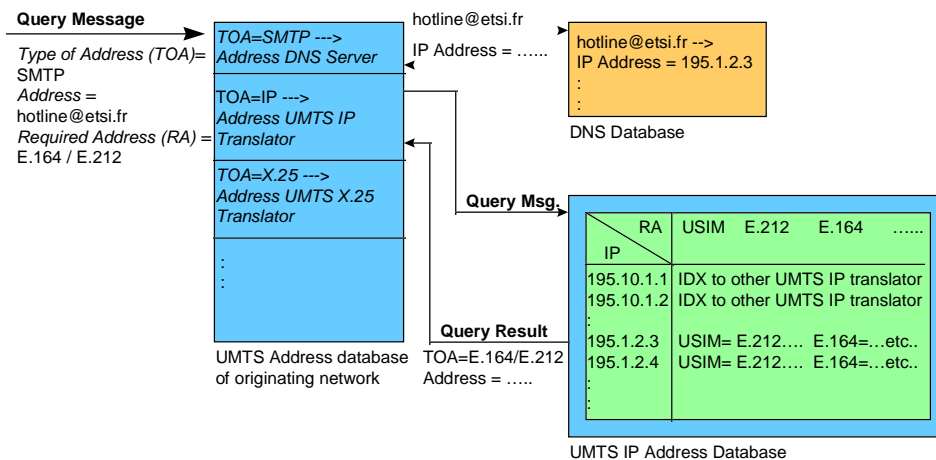 Query Message
Type of Address (TOA)=
SMTP
Address =
hotline@etsi.fr
Required Address (RA) =
E.164 / E.212
TOA=SMTP --->
Address DNS Server
TOA=IP --->
Address UMTS IP
Translator
TOA=X.25 --->
Address UMTS X.25
Translator
:
:
UMTS Address database
of originating network
hotline@etsi.fr
IP Address = ......
hotline@etsi.fr -->
IP Address = 195.1.2.3
:
:
DNS Database
Query Msg.
Query Result
TOA=E.164/E.212
Address = .....
RA USIM E.212 E.164 ......
IP
195.10.1.1 IDX to other UMTS IP translator
195.10.1.2 IDX to other UMTS IP translator
:
195.1.2.3 USIM= E.212.... E.164=...etc..
195.1.2.4 USIM= E.212.... E.164=...etc..
:
:
UMTS IP Address Database